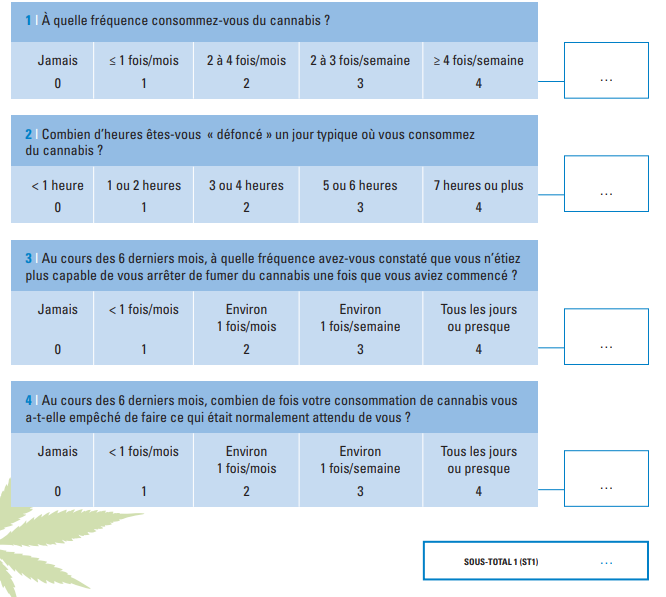 1 | À quelle fréquence consommez-vous du cannabis ?
Jamais ≤ 1 fois/mois 2 à 4 fois/mois 2 à 3 fois/semaine ≥ 4 fois/semaine
0 1 2 3 4
...
2 | Combien d’heures êtes-vous « défoncé » un jour typique où vous consommez
du cannabis ?
< 1 heure 1 ou 2 heures 3 ou 4 heures 5 ou 6 heures 7 heures ou plus
0 1 2 3 4
...
3 | Au cours des 6 derniers mois, à quelle fréquence avez-vous constaté que vous n’étiez
plus capable de vous arrêter de fumer du cannabis une fois que vous aviez commencé ?
Jamais < 1 fois/mois Environ Environ Tous les jours
1 fois/mois 1 fois/semaine ou presque
0 1 2 3 4
...
4 | Au cours des 6 derniers mois, combien de fois votre consommation de cannabis vous
a-t-elle empêché de faire ce qui était normalement attendu de vous ?
Jamais < 1 fois/mois Environ Environ Tous les jours
1 fois/mois 1 fois/semaine ou presque
0 1 2 3 4
...
SOUS-TOTAL 1 (ST1) ...